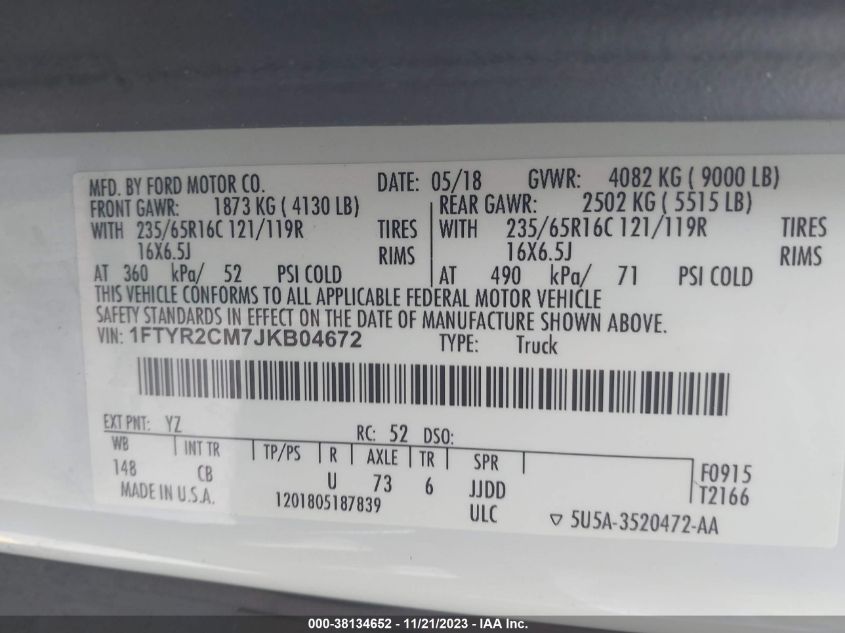 MFD. BY FORD MOTOR CO. DATE: 05/18 GVWR: 4082 KG ( 9000 LB)
FRONT GAWR: 1873 KG ( 4130 LB) REAR GAWR: 2502 KG ( 5515 LB)
WITH 235/65R16C 121/119R TIRES WITH 235/65R16C 121/119R TIRES
16X6.5J RIMS 16X6.5J RIMS
AT 360 kPa/ 52 PSI COLD AT 490 kPa/ 71 PSI COLD
THIS VEHICLE CONFORMS TO ALL APPLICABLE FEDERAL MOTOR VEHICLE
SAFETY STANDARDS IN EFFECT ON THE DATE OF MANUFACTURE SHOWN ABOVE.
VIN: 1FTYR2CM7JKB04672 TYPE: Truck
EXT PNT: YZ RC: 52 DSO:
WB INT TR TP/PS R AXLE TR SPR F0915
148 CB U 73 6 JJDD T2166
MADE IN U.S.A. 1201805187839 ULC ▽ 5U5A-3520472-AA
000-38134652 - 11/21/2023 - IAA Inc.